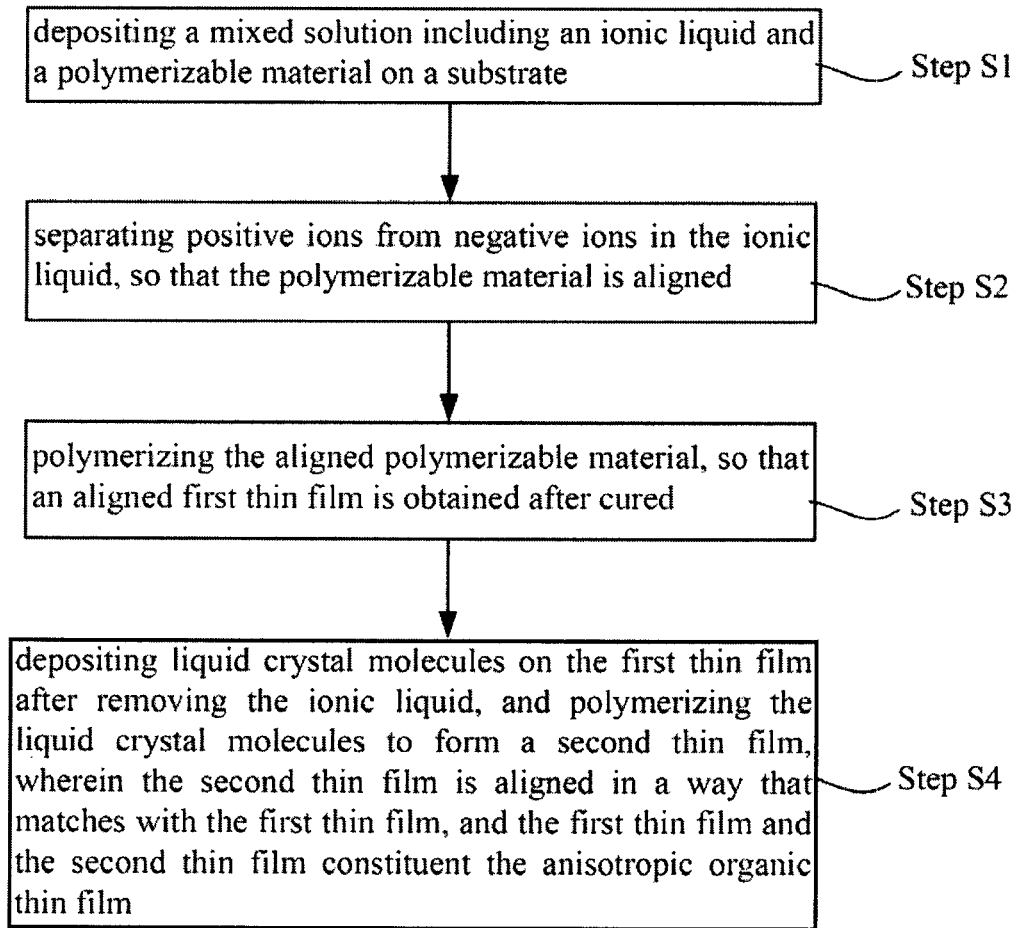 depositing a mixed solution including an ionic liquid and
a polymerizable material on a substrate
Step S1
separating positive ions from negative ions in the ionic
liquid, so that the polymerizable material is aligned
Step S2
polymerizing the aligned polymerizable material, so that
an aligned first thin film is obtained after cured
Step S3
depositing liquid crystal molecules on the first thin film
after removing the ionic liquid, and polymerizing the
liquid crystal molecules to form a second thin film,
wherein the second thin film is aligned in a way that
matches with the first thin film, and the first thin film and
the second thin film constituent the anisotropic organic
thin film
Step S4